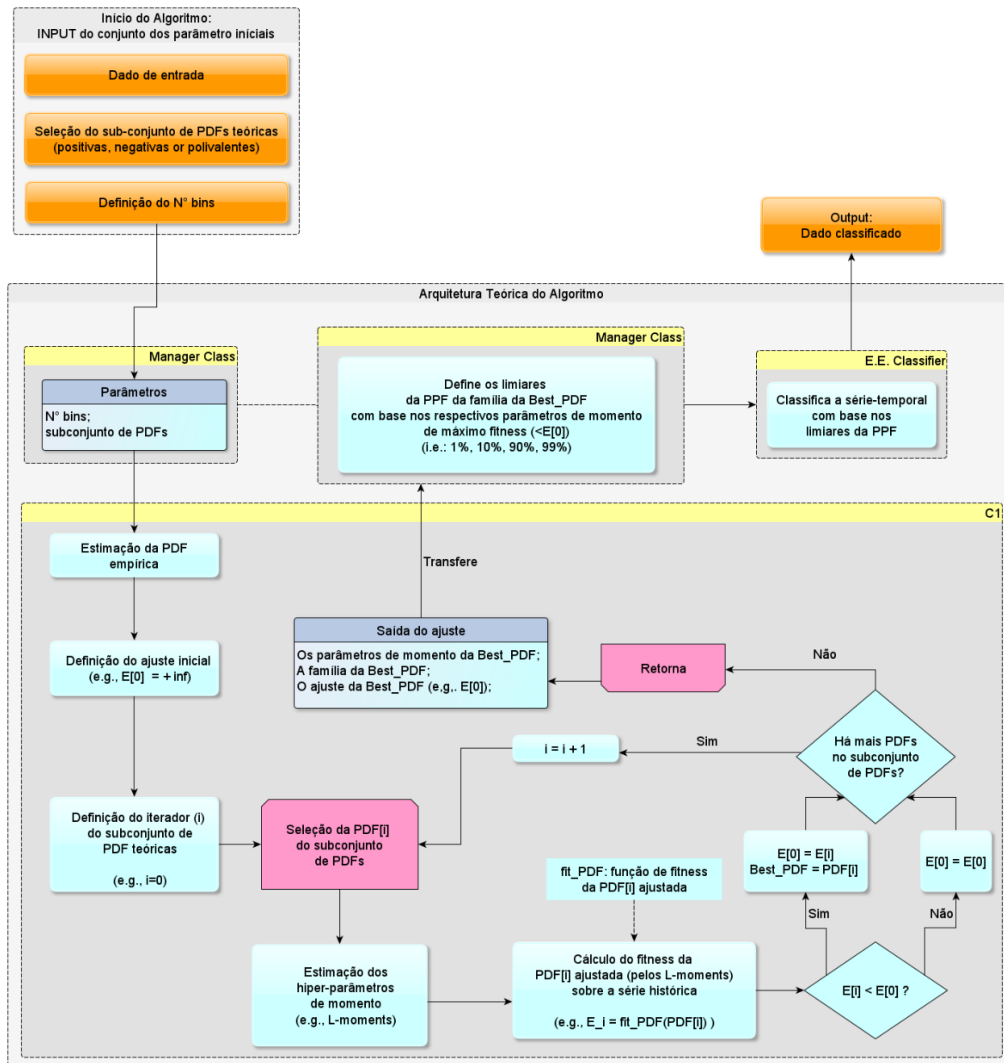 Início do Algoritmo:
INPUT do conjunto dos parâmetro iníciais
Dado de entrada
Seleção do sub-conjunto de PDFs teóricas
(positivas, negativas or polivalentes)
Definição do N° bins
Output:
Dado classificado
Arquitetura Teórica do Algoritmo
Manager Class
Parâmetros
N° bins;
subconjunto de PDFs
Manager Class
Define os limiares
da PPF da família da Best_PDF
com base nos respectivos parâmetros de momento
de máximo fitness (<E[0])
(i.e.: 1%, 10%, 90%, 99%)
E.E. Classifier
Classifica a série-temporal
com base nos
limiares da PPF
C1
Estimação da PDF
empírica
Transfere
Definição do ajuste inicial
(e.g., E[0] = +inf)
Saída do ajuste
Os parâmetros de momento da Best_PDF;
A família da Best_PDF;
O ajuste da Best_PDF (e.g,. E[0]);
Retorna
Não
Há mais PDFs
no subconjunto
de PDFs?
Sim
i = i + 1
Definição do iterador (i)
do subconjunto de
PDF teóricas
(e.g., i=0)
Seleção da PDF[i]
do subconjunto
de PDFs
fit_PDF: função de fitness
da PDF[i] ajustada
E[0] = E[i]
Best_PDF = PDF[i]
E[0] = E[0]
Sim
Não
Estimação dos
hiper-parâmetros
de momento
(e.g., L-moments)
Cálculo do fitness da
PDF[i] ajustada (pelos L-moments)
sobre a série histórica
(e.g., E_i = fit_PDF(PDF[i]) )
E[i] < E[0] ?